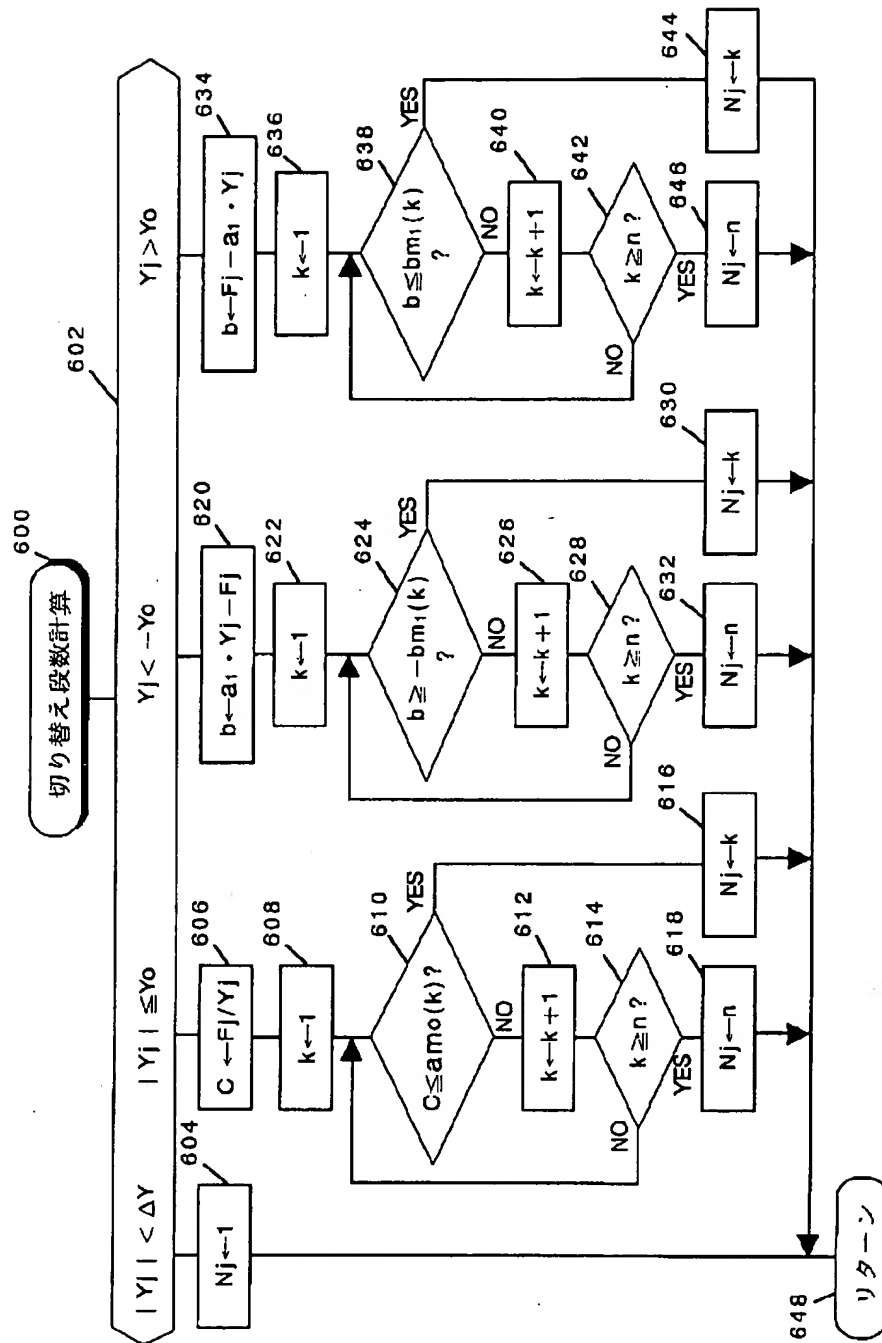 600
切り替え段数計算
602
|Yj|<ΔY
|Yj|≦Yo
Yj<−Yo
Yj>Yo
604
Nj←1
606
C←Fj/Yj
608
k←1
610
C≦amo(k)?
YES
NO
612
k←k+1
614
k≧n?
NO
YES
616
Nj←k
618
Nj←n
620
b←a₁・Yj−Fj
622
k←1
624
b≧−bm₁(k)
?
YES
NO
626
k←k+1
628
k≧n?
NO
YES
630
Nj←k
632
Nj←n
634
b←Fj−a₁・Yj
636
k←1
638
b≦bm₁(k)
?
YES
NO
640
k←k+1
642
k≧n?
NO
YES
644
Nj←k
646
Nj←n
648
リターン